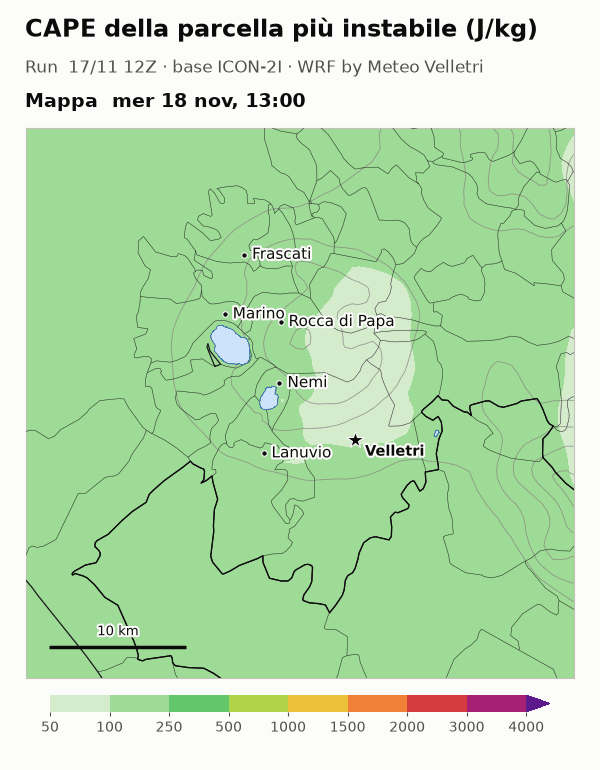 CAPE della parcella più instabile (J/kg)
Run  17/11 12Z · base ICON-2I · WRF by Meteo Velletri
Mappa  mer 18 nov, 13:00
Frascati
Marino
Rocca di Papa
Nemi
Velletri
Lanuvio
10 km
50 100 250 500 1000 1500 2000 3000 4000